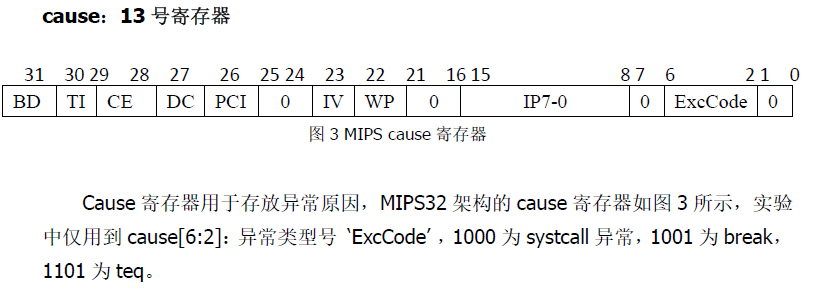 cause：13 号寄存器
31 30 29 28 27 26 25 24 23 22 21 16 15 8 7 6 2 1 0
BD TI CE DC PCI 0 IV WP 0 IP7-0 0 ExcCode 0
图 3 MIPS cause 寄存器
Cause 寄存器用于存放异常原因，MIPS32 架构的 cause 寄存器如图 3 所示，实验
中仅用到 cause[6:2]：异常类型号‘ExcCode’，1000 为 systcall 异常，1001 为 break，
1101 为 teq。